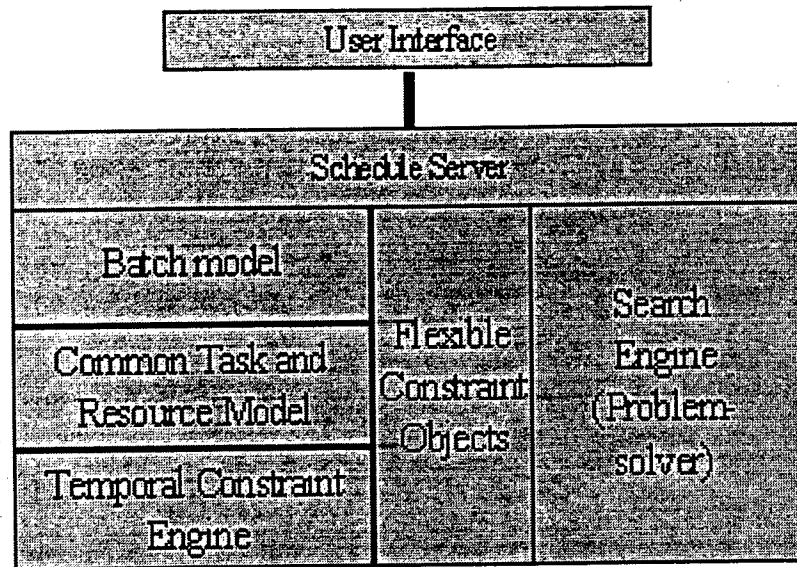 User Interface
Schedule Server
Batch model
Common Task and
Resource Model
Temporal Constraint
Engine
Flexible
Constraint
Objects
Search
Engine
(Problem-
solver)